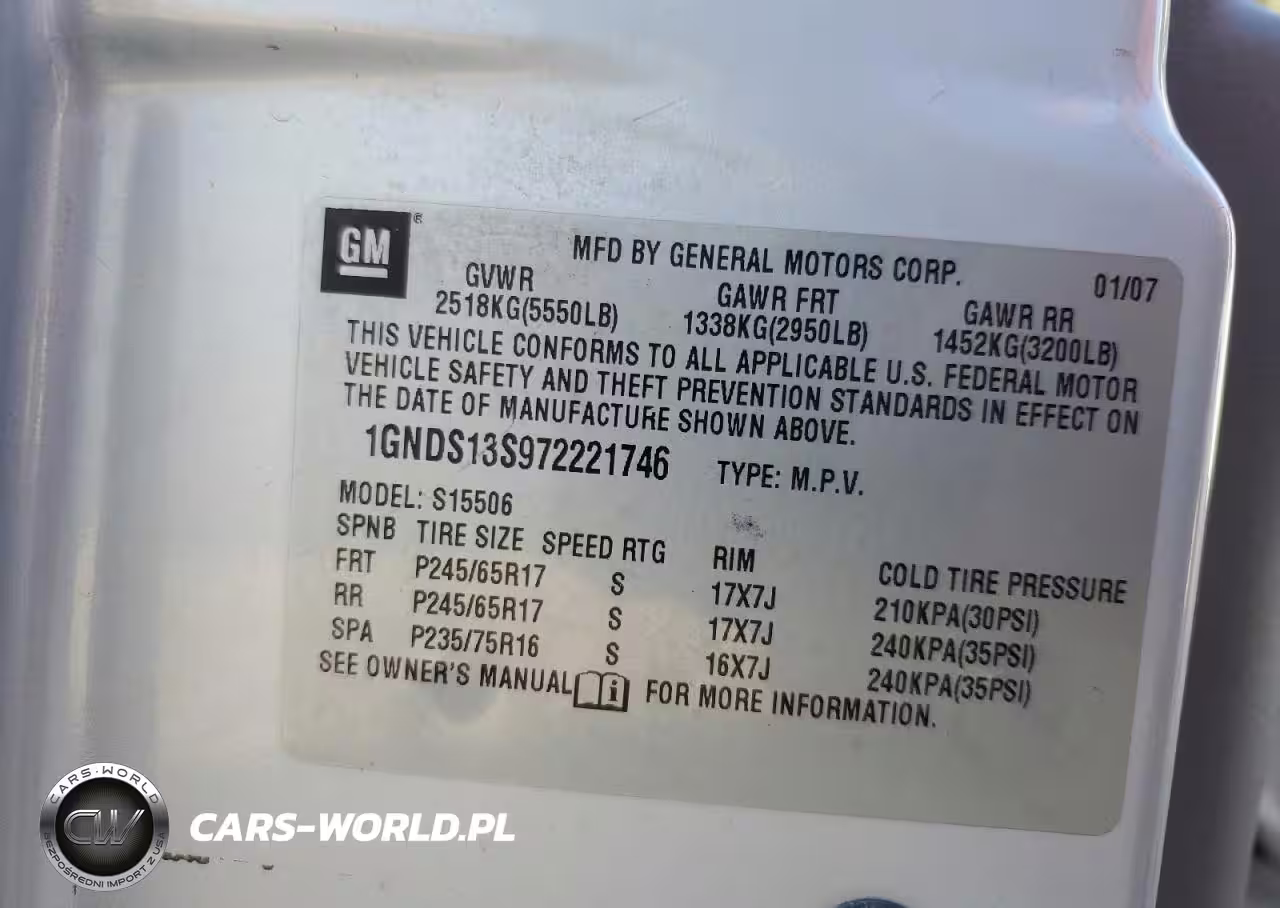 GM®
MFD BY GENERAL MOTORS CORP.
01/07
GVWR GAWR FRT GAWR RR
2518KG(5550LB) 1338KG(2950LB) 1452KG(3200LB)
THIS VEHICLE CONFORMS TO ALL APPLICABLE U.S. FEDERAL MOTOR
VEHICLE SAFETY AND THEFT PREVENTION STANDARDS IN EFFECT ON
THE DATE OF MANUFACTURE SHOWN ABOVE.
1GNDS13S972221746 TYPE: M.P.V.
MODEL: S15506
SPNB TIRE SIZE SPEED RTG RIM COLD TIRE PRESSURE
FRT P245/65R17 S 17X7J 210KPA(30PSI)
RR P245/65R17 S 17X7J 240KPA(35PSI)
SPA P235/75R16 S 16X7J 240KPA(35PSI)
SEE OWNER'S MANUAL i FOR MORE INFORMATION.
CARS-WORLD
CW
BEZPOŚREDNI IMPORT Z USA
CARS-WORLD.PL